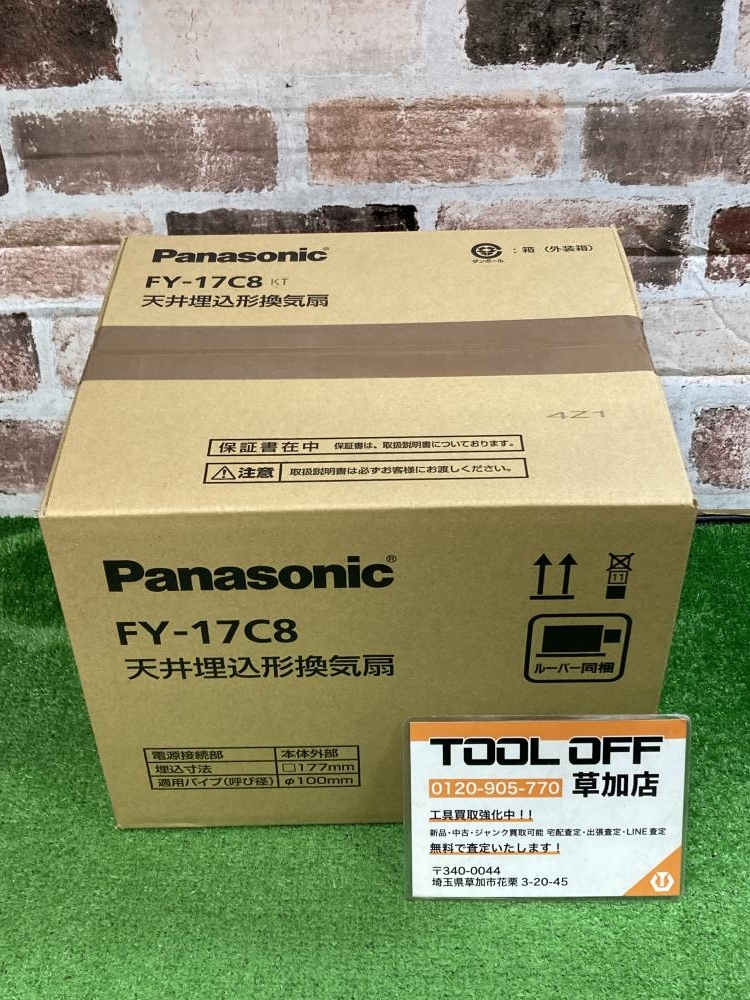 Panasonic®
FY-17C8 KT
天井埋込形換気扇
ダンボール
:箱(外装箱)
4Z1
保証書在中 保証書は、取扱説明書についております。
注意 取扱説明書は必ずお客様にお渡しください。
Panasonic®
FY-17C8
天井埋込形換気扇
11
ルーバー同梱
電源接続部 本体外部
埋込寸法 □177mm
適用パイプ(呼び径) φ100mm
TOOL OFF
0120-905-770 草加店
工具買取強化中!!
新品・中古・ジャンク買取可能 宅配査定・出張査定・LINE査定
無料で査定いたします!
〒340-0044
埼玉県草加市花栗3-20-45